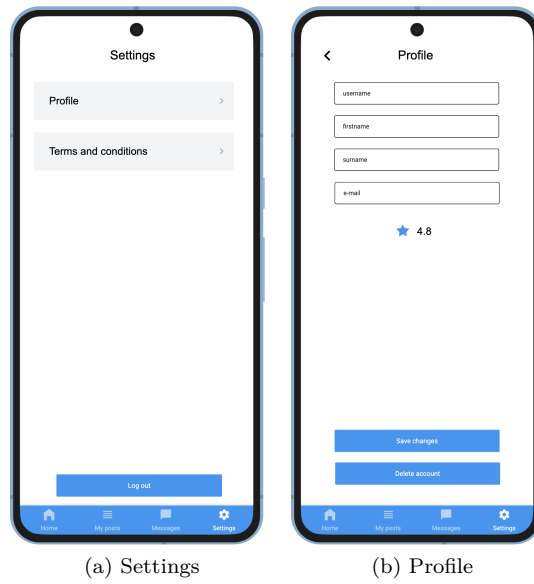 Settings
Profile
Terms and conditions
Log out
Home My posts Messages Settings
(a) Settings
Profile
username
firstname
surname
e-mail
4.8
Save changes
Delete account
Home My posts Messages Settings
(b) Profile